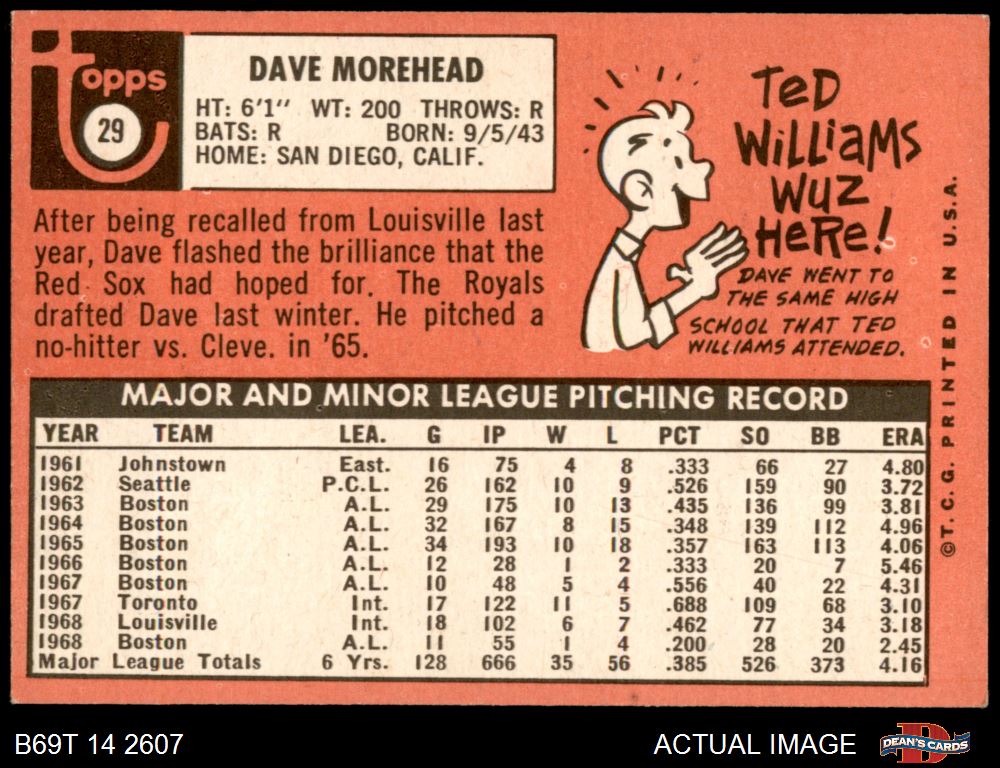 Topps
29
DAVE MOREHEAD
HT: 6'1" WT: 200 THROWS: R
BATS: R BORN: 9/5/43
HOME: SAN DIEGO, CALIF.
After being recalled from Louisville last
year, Dave flashed the brilliance that the
Red Sox had hoped for. The Royals
drafted Dave last winter. He pitched a
no-hitter vs. Cleve. in '65.
TeD
WiLLiaMS
WUZ
HeRe!
DAVE WENT TO
THE SAME HIGH
SCHOOL THAT TED
WILLIAMS ATTENDED.
©T. C. G. PRINTED IN U.S.A.
MAJOR AND MINOR LEAGUE PITCHING RECORD
YEAR TEAM LEA. G IP W L PCT SO BB ERA
1961 Johnstown East. 16 75 4 8 .333 66 27 4.80
1962 Seattle P.C.L. 26 162 10 9 .526 159 90 3.72
1963 Boston A.L. 29 175 10 13 .435 136 99 3.81
1964 Boston A.L. 32 167 8 15 .348 139 112 4.96
1965 Boston A.L. 34 193 10 18 .357 163 113 4.06
1966 Boston A.L. 12 28 1 2 .333 20 7 5.46
1967 Boston A.L. 10 48 5 4 .556 40 22 4.31
1967 Toronto Int. 17 122 11 5 .688 109 68 3.10
1968 Louisville Int. 18 102 6 7 .462 77 34 3.18
1968 Boston A.L. 11 55 1 4 .200 28 20 2.45
Major League Totals 6 Yrs. 128 666 35 56 .385 526 373 4.16
B69T 14 2607
ACTUAL IMAGE
DEAN'S CARDS